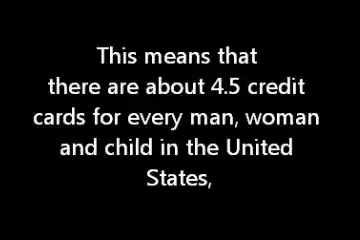 This means that
there are about 4.5 credit
cards for every man, woman
and child in the United
States,